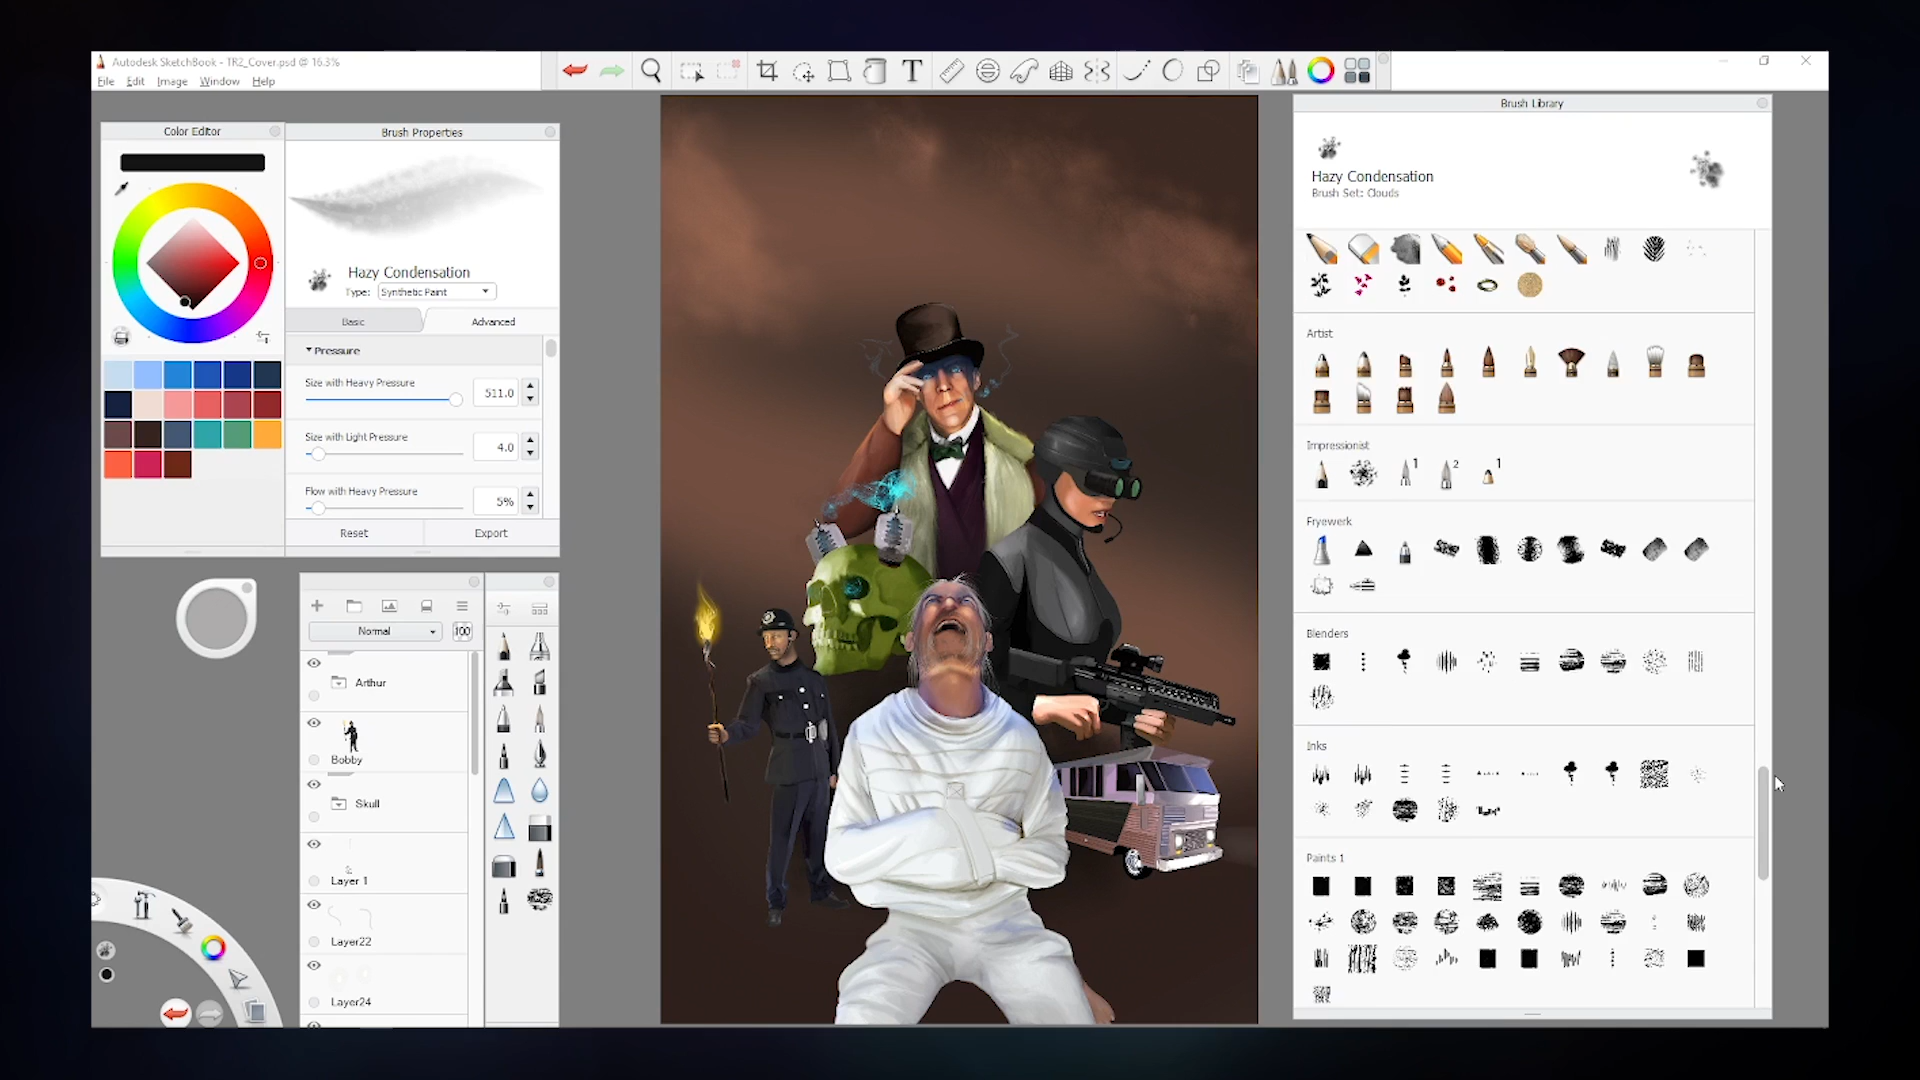 Autodesk SketchBook - TR2_Cover.psd @ 16.3%
File Edit Image Window Help
T
Color Editor
Brush Properties
Hazy Condensation
Type: Synthetic Paint
Basic Advanced
Pressure
Size with Heavy Pressure
511.0
Size with Light Pressure
4.0
Flow with Heavy Pressure
5%
Reset Export
Normal 100
Arthur
Bobby
Skull
Layer 1
Layer22
Layer24
Brush Library
Hazy Condensation
Brush Set: Clouds
Artist
Impressionist
1 2 1
Fryewerk
Blenders
Inks
Paints 1